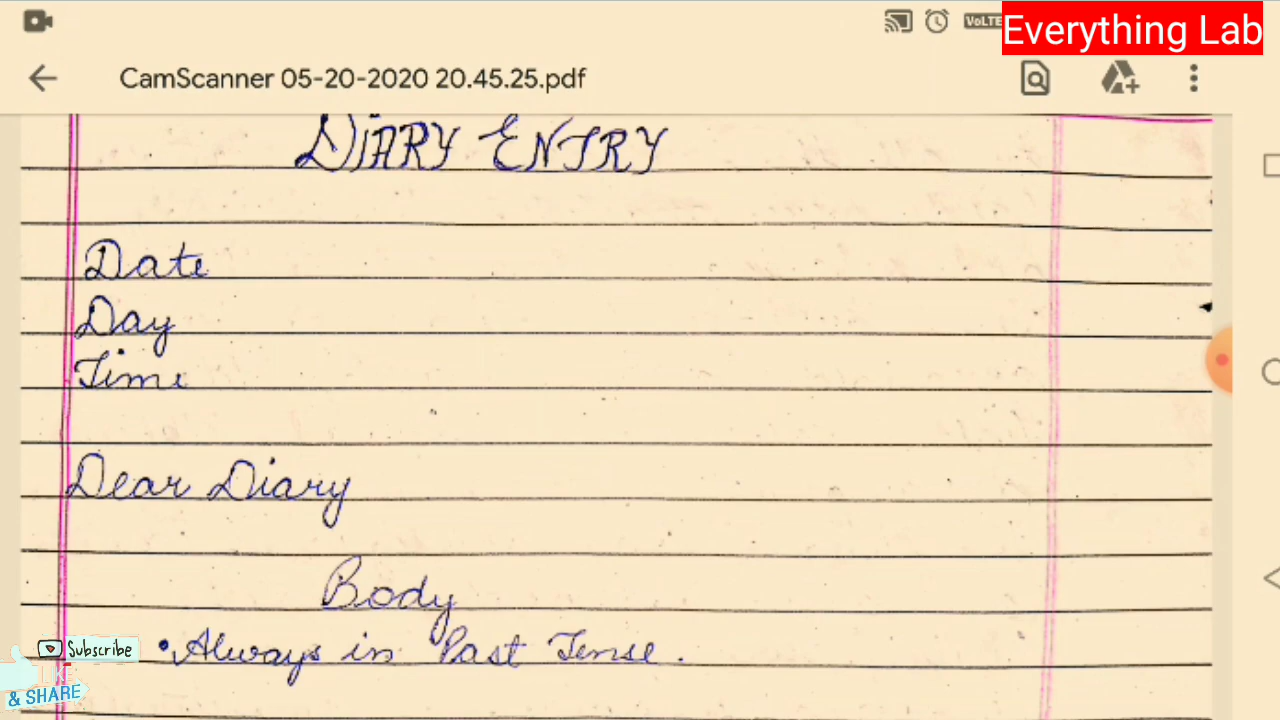 VoLTE
Everything Lab
CamScanner 05-20-2020 20.45.25.pdf
DIARY ENTRY
Date
Day
Time
Dear Diary
Body
• Always in Past Tense.
Subscribe
LIKE
& SHARE